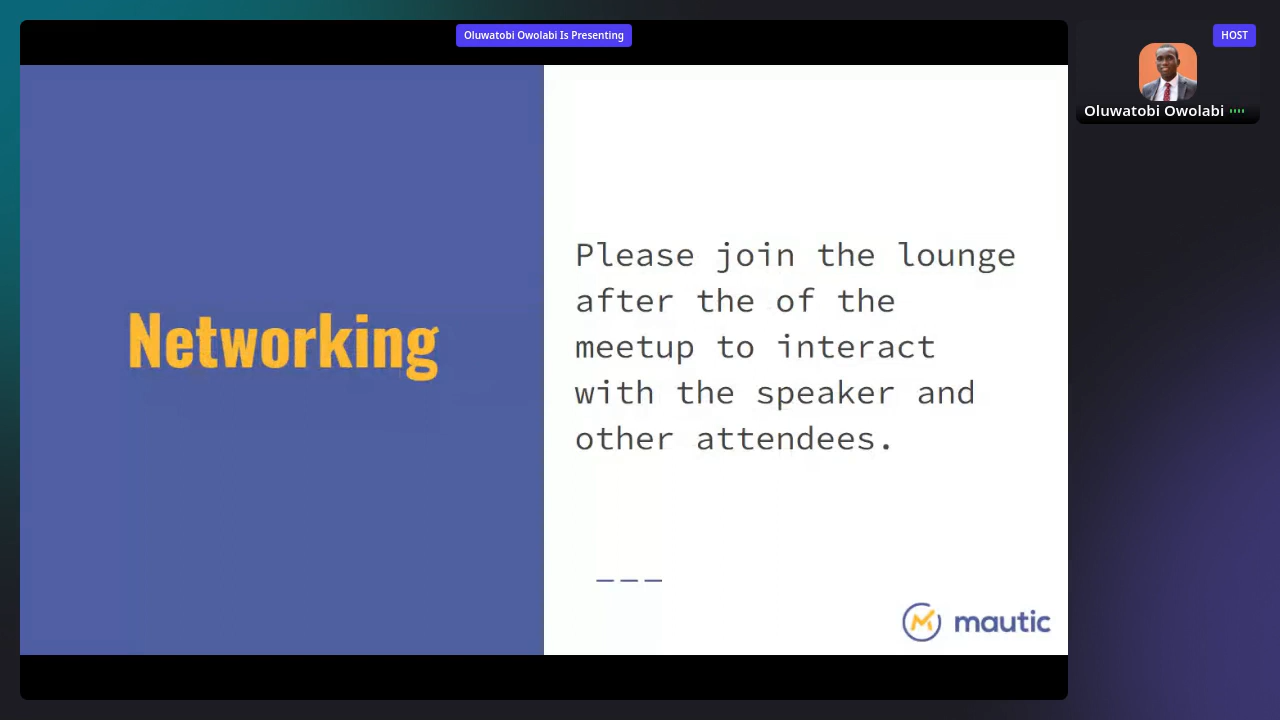 Oluwatobi Owolabi Is Presenting
HOST
Oluwatobi Owolabi
Networking
Please join the lounge
after the of the
meetup to interact
with the speaker and
other attendees.
mautic